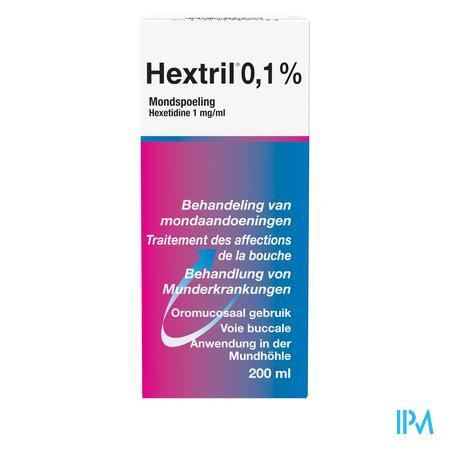 Hextril® 0,1%
Mondspoeling
Hexetidine 1 mg/ml
Behandeling van
mondaandoeningen
Traitement des affections
de la bouche
Behandlung von
Munderkrankungen
Oromucosaal gebruik
Voie buccale
Anwendung in der
Mundhöhle
200 ml
IPM